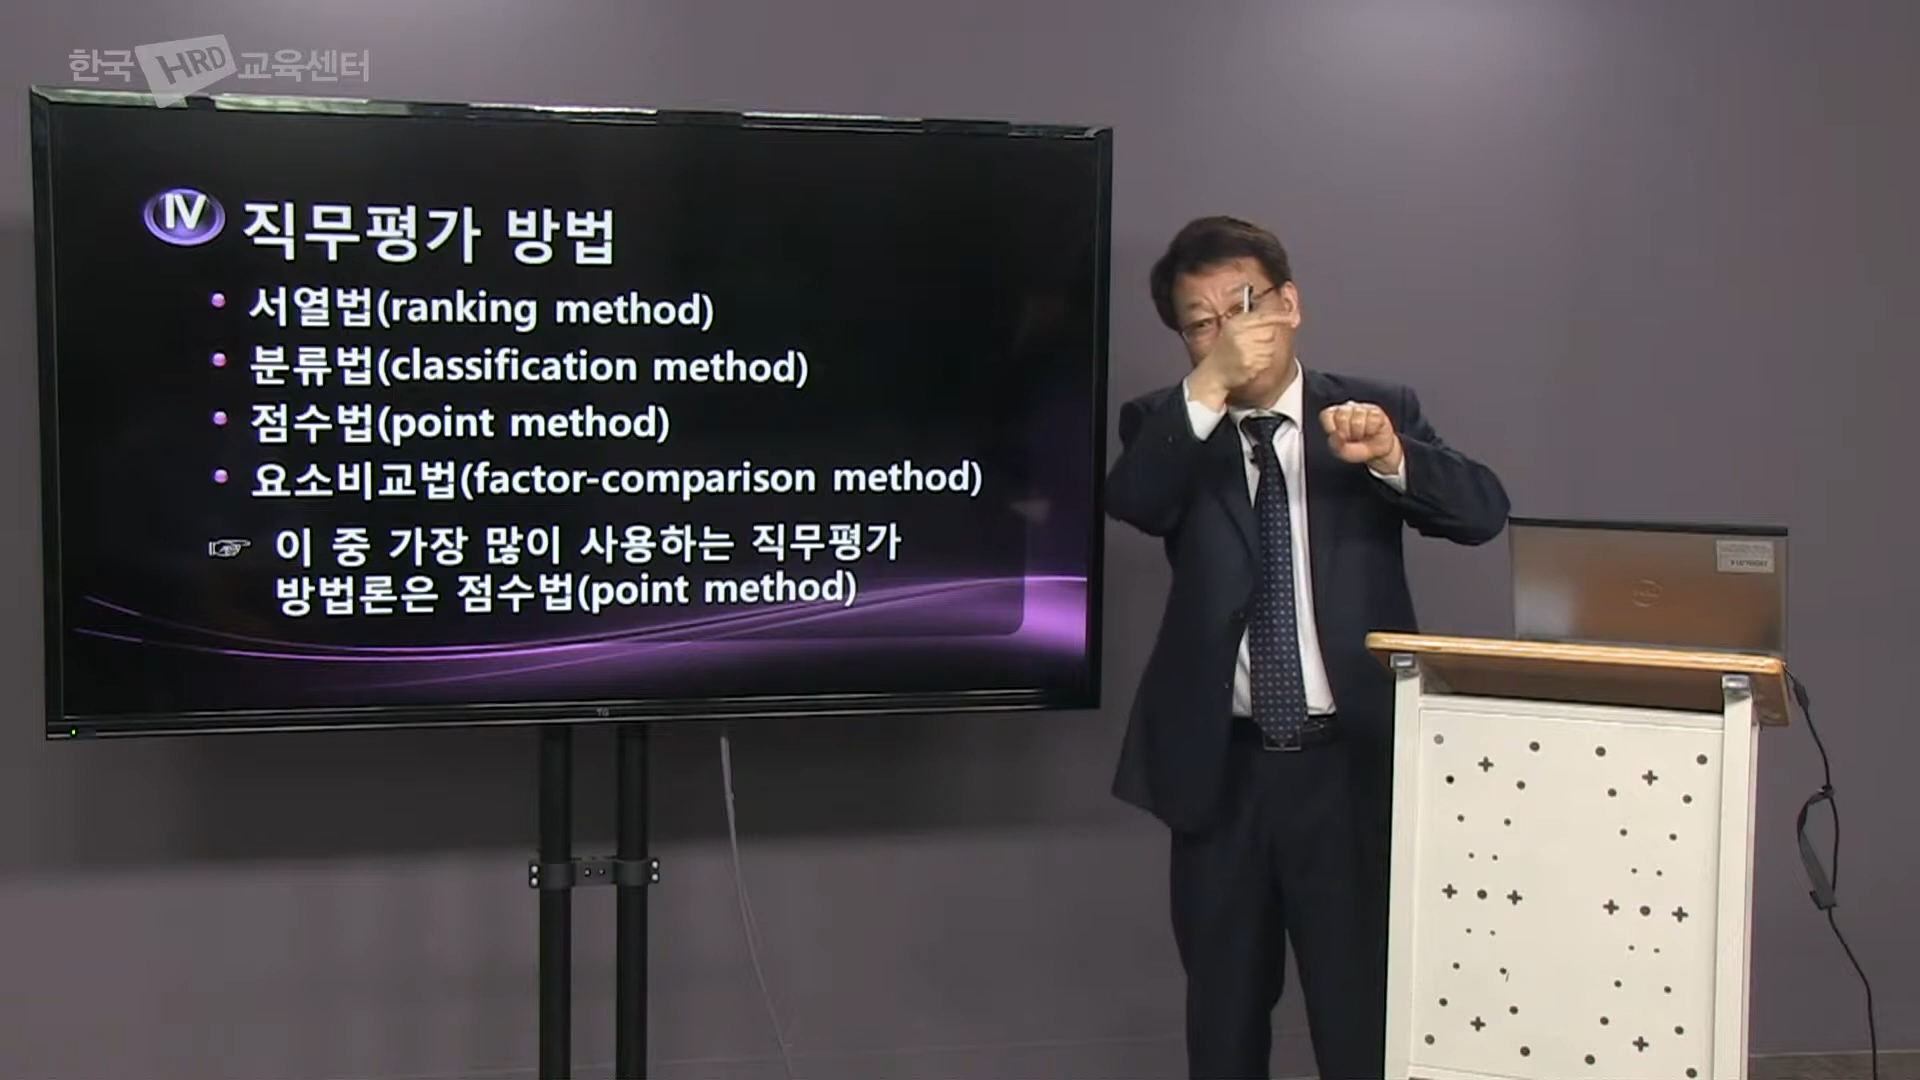 한국 HRD 교육센터
Ⅳ 직무평가 방법
• 서열법(ranking method)
• 분류법(classification method)
• 점수법(point method)
• 요소비교법(factor-comparison method)
☞ 이 중 가장 많이 사용하는 직무평가
방법론은 점수법(point method)
TG
DELL